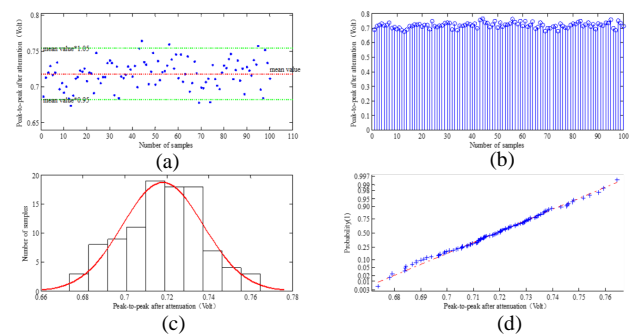 Peak-to-peak after attenuation (Volt)
0.8
0.75
0.7
0.65
mean value*1.05
mean value
mean value*0.95
0 10 20 30 40 50 60 70 80 90 100 110
Number of samples
(a)
Peak-to-peak after attenuation (Volt)
0.8
0.7
0.6
0.5
0.4
0.3
0.2
0.1
0
0 10 20 30 40 50 60 70 80 90 100
Number of samples
(b)
Number of samples
20
15
10
5
0
0.66 0.68 0.7 0.72 0.74 0.76 0.78
Peak-to-peak after attenuation (Volt)
(c)
Probability(1)
0.997
0.99
0.98
0.95
0.90
0.75
0.50
0.25
0.10
0.05
0.02
0.01
0.003
0.68 0.69 0.7 0.71 0.72 0.73 0.74 0.75 0.76
Peak-to-peak after attenuation (Volt)
(d)